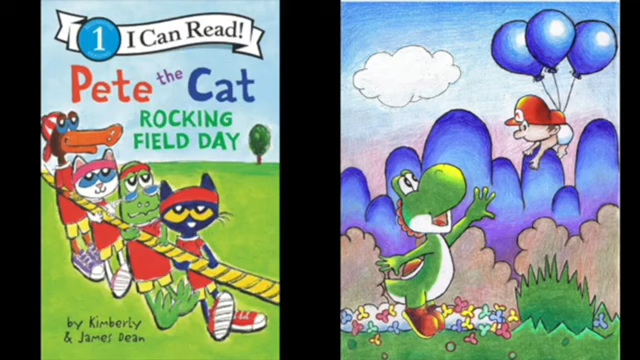 1 I Can Read!
Pete the Cat
ROCKING
FIELD DAY
by Kimberly
& James Dean